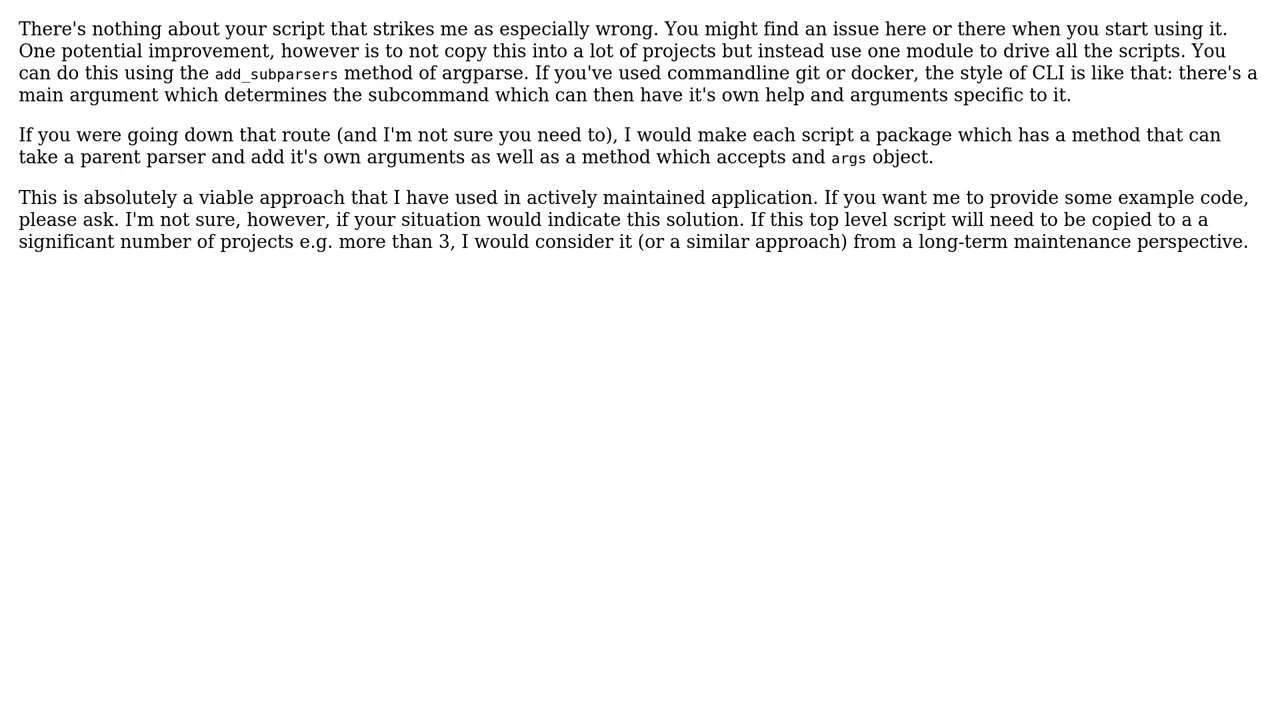 There's nothing about your script that strikes me as especially wrong. You might find an issue here or there when you start using it.
One potential improvement, however is to not copy this into a lot of projects but instead use one module to drive all the scripts. You
can do this using the add_subparsers method of argparse. If you've used commandline git or docker, the style of CLI is like that: there's a
main argument which determines the subcommand which can then have it's own help and arguments specific to it.
If you were going down that route (and I'm not sure you need to), I would make each script a package which has a method that can
take a parent parser and add it's own arguments as well as a method which accepts and args object.
This is absolutely a viable approach that I have used in actively maintained application. If you want me to provide some example code,
please ask. I'm not sure, however, if your situation would indicate this solution. If this top level script will need to be copied to a a
significant number of projects e.g. more than 3, I would consider it (or a similar approach) from a long-term maintenance perspective.